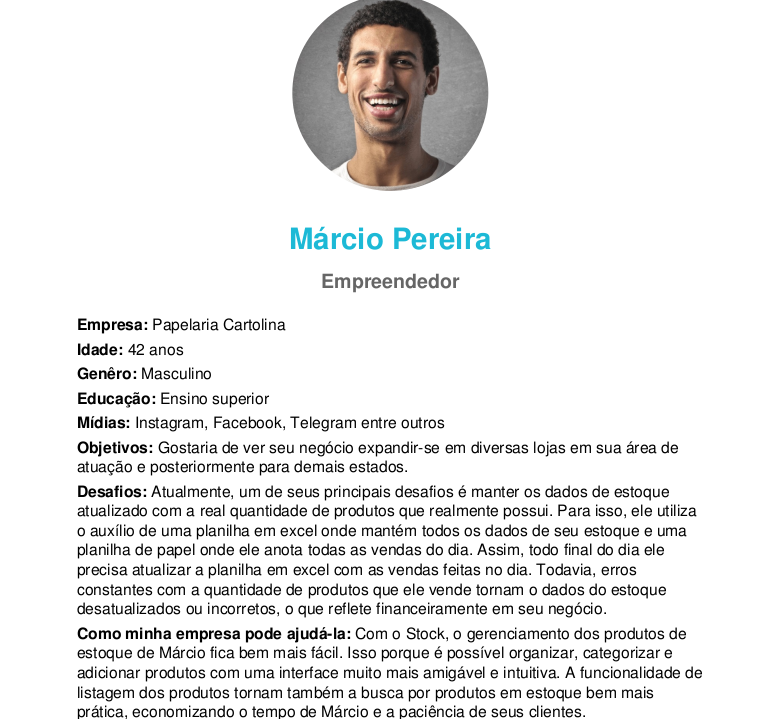 Márcio Pereira
Empreendedor
Empresa: Papelaria Cartolina
Idade: 42 anos
Genêro: Masculino
Educação: Ensino superior
Mídias: Instagram, Facebook, Telegram entre outros
Objetivos: Gostaria de ver seu negócio expandir-se em diversas lojas em sua área de
atuação e posteriormente para demais estados.
Desafios: Atualmente, um de seus principais desafios é manter os dados de estoque
atualizado com a real quantidade de produtos que realmente possui. Para isso, ele utiliza
o auxílio de uma planilha em excel onde mantém todos os dados de seu estoque e uma
planilha de papel onde ele anota todas as vendas do dia. Assim, todo final do dia ele
precisa atualizar a planilha em excel com as vendas feitas no dia. Todavia, erros
constantes com a quantidade de produtos que ele vende tornam o dados do estoque
desatualizados ou incorretos, o que reflete financeiramente em seu negócio.
Como minha empresa pode ajudá-la: Com o Stock, o gerenciamento dos produtos de
estoque de Márcio fica bem mais fácil. Isso porque é possível organizar, categorizar e
adicionar produtos com uma interface muito mais amigável e intuitiva. A funcionalidade de
listagem dos produtos tornam também a busca por produtos em estoque bem mais
prática, economizando o tempo de Márcio e a paciência de seus clientes.